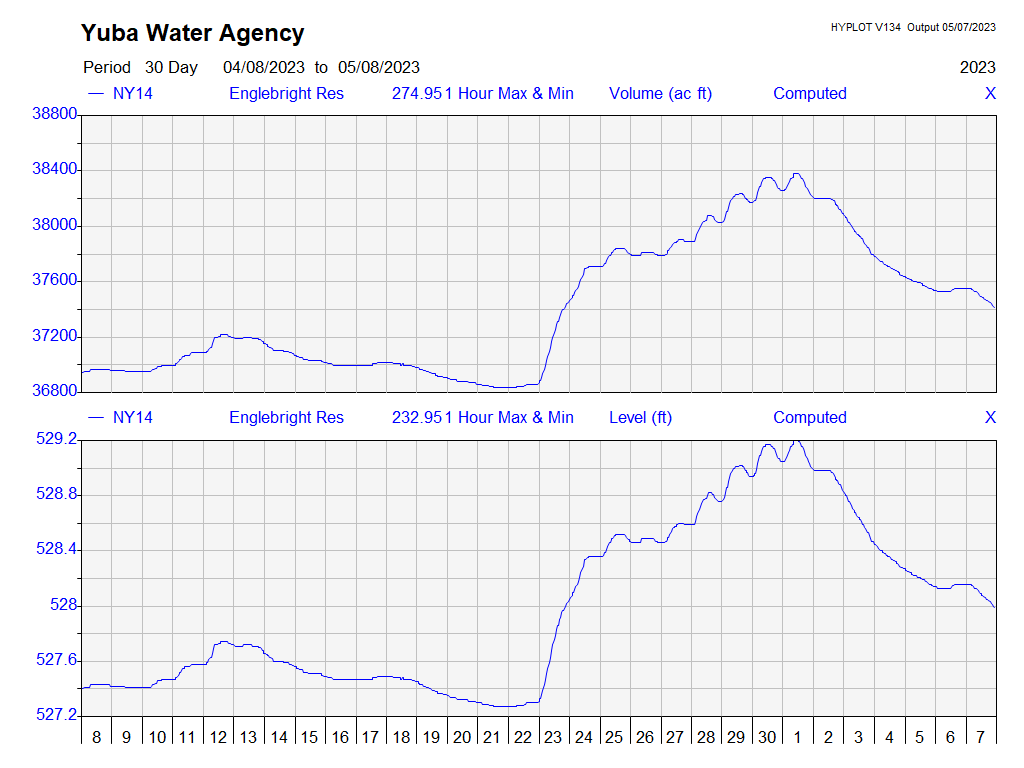 Yuba Water Agency
HYPLOT V134 Output 05/07/2023
Period 30 Day 04/08/2023 to 05/08/2023 2023
NY14 Englebright Res 274.951 Hour Max & Min Volume (ac ft) Computed X
38800
38400
38000
37600
37200
36800
NY14 Englebright Res 232.951 Hour Max & Min Level (ft) Computed X
529.2
528.8
528.4
528
527.6
527.2
8 9 10 11 12 13 14 15 16 17 18 19 20 21 22 23 24 25 26 27 28 29 30 1 2 3 4 5 6 7